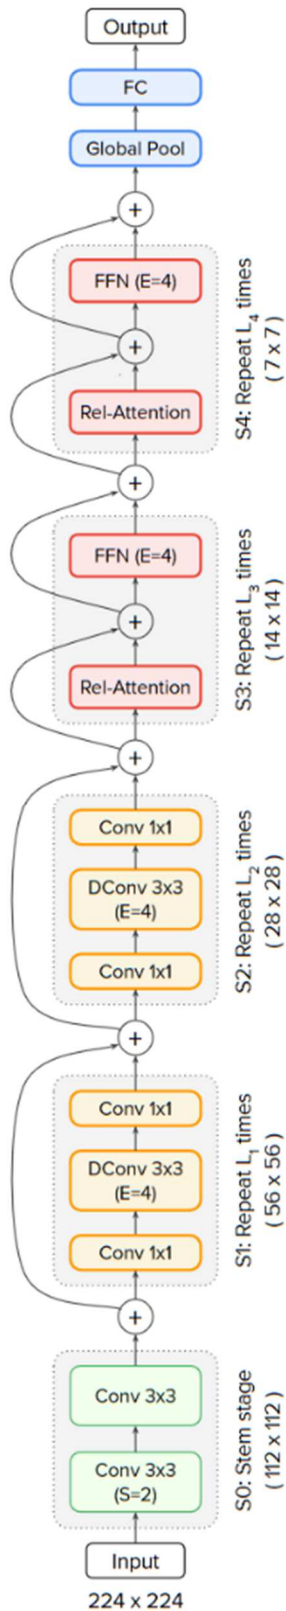 Output
FC
Global Pool
+
FFN (E=4)
+
Rel-Attention
S4: Repeat L4 times
( 7 x 7 )
+
FFN (E=4)
+
Rel-Attention
S3: Repeat L3 times
( 14 x 14 )
+
Conv 1x1
DConv 3x3
(E=4)
Conv 1x1
S2: Repeat L2 times
( 28 x 28 )
+
Conv 1x1
DConv 3x3
(E=4)
Conv 1x1
S1: Repeat L1 times
( 56 x 56 )
+
Conv 3x3
Conv 3x3
(S=2)
S0: Stem stage
( 112 x 112 )
Input
224 x 224